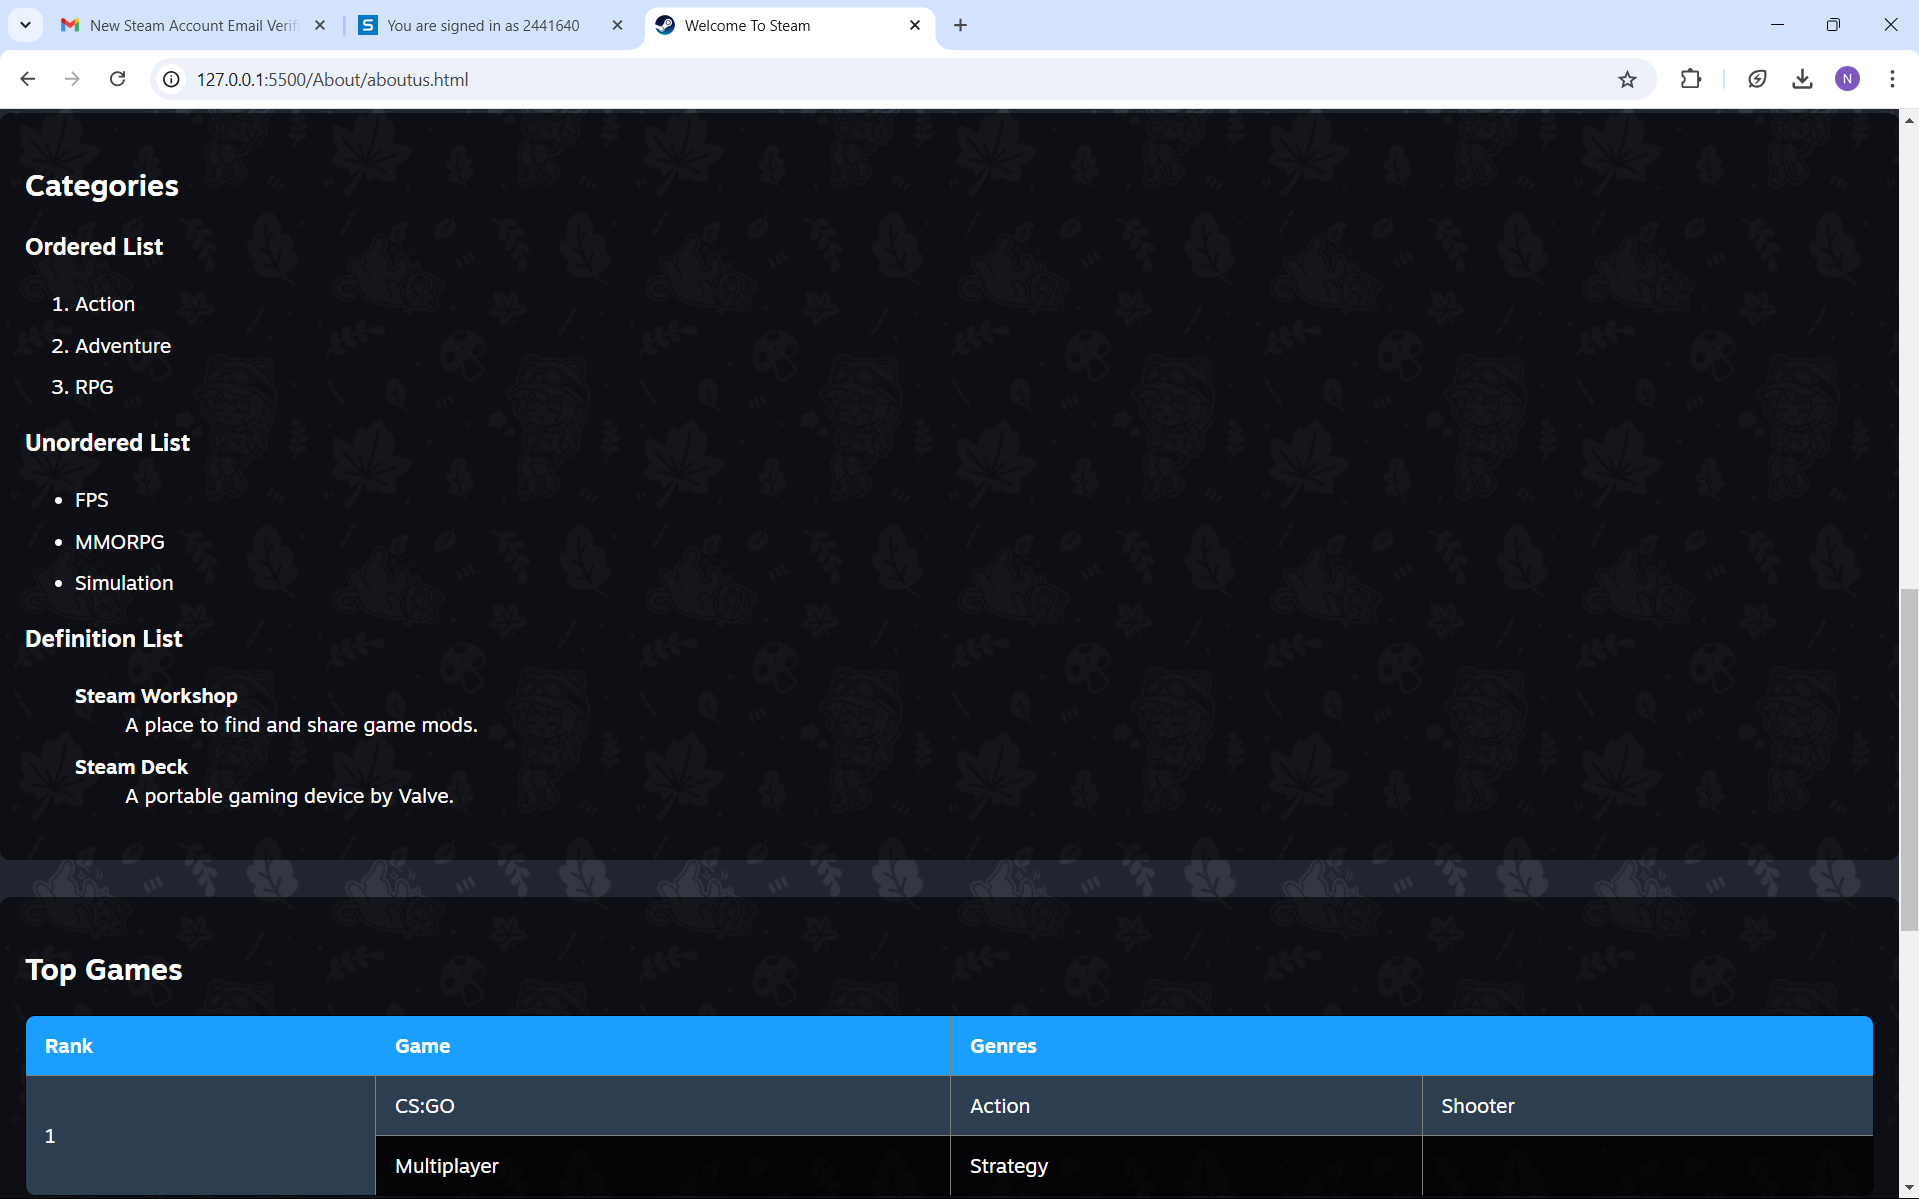 New Steam Account Email Verif
You are signed in as 2441640
Welcome To Steam
127.0.0.1:5500/About/aboutus.html
N
Categories
Ordered List
1. Action
2. Adventure
3. RPG
Unordered List
• FPS
• MMORPG
• Simulation
Definition List
Steam Workshop
A place to find and share game mods.
Steam Deck
A portable gaming device by Valve.
Top Games
Rank Game Genres
1 CS:GO Action Shooter
Multiplayer Strategy